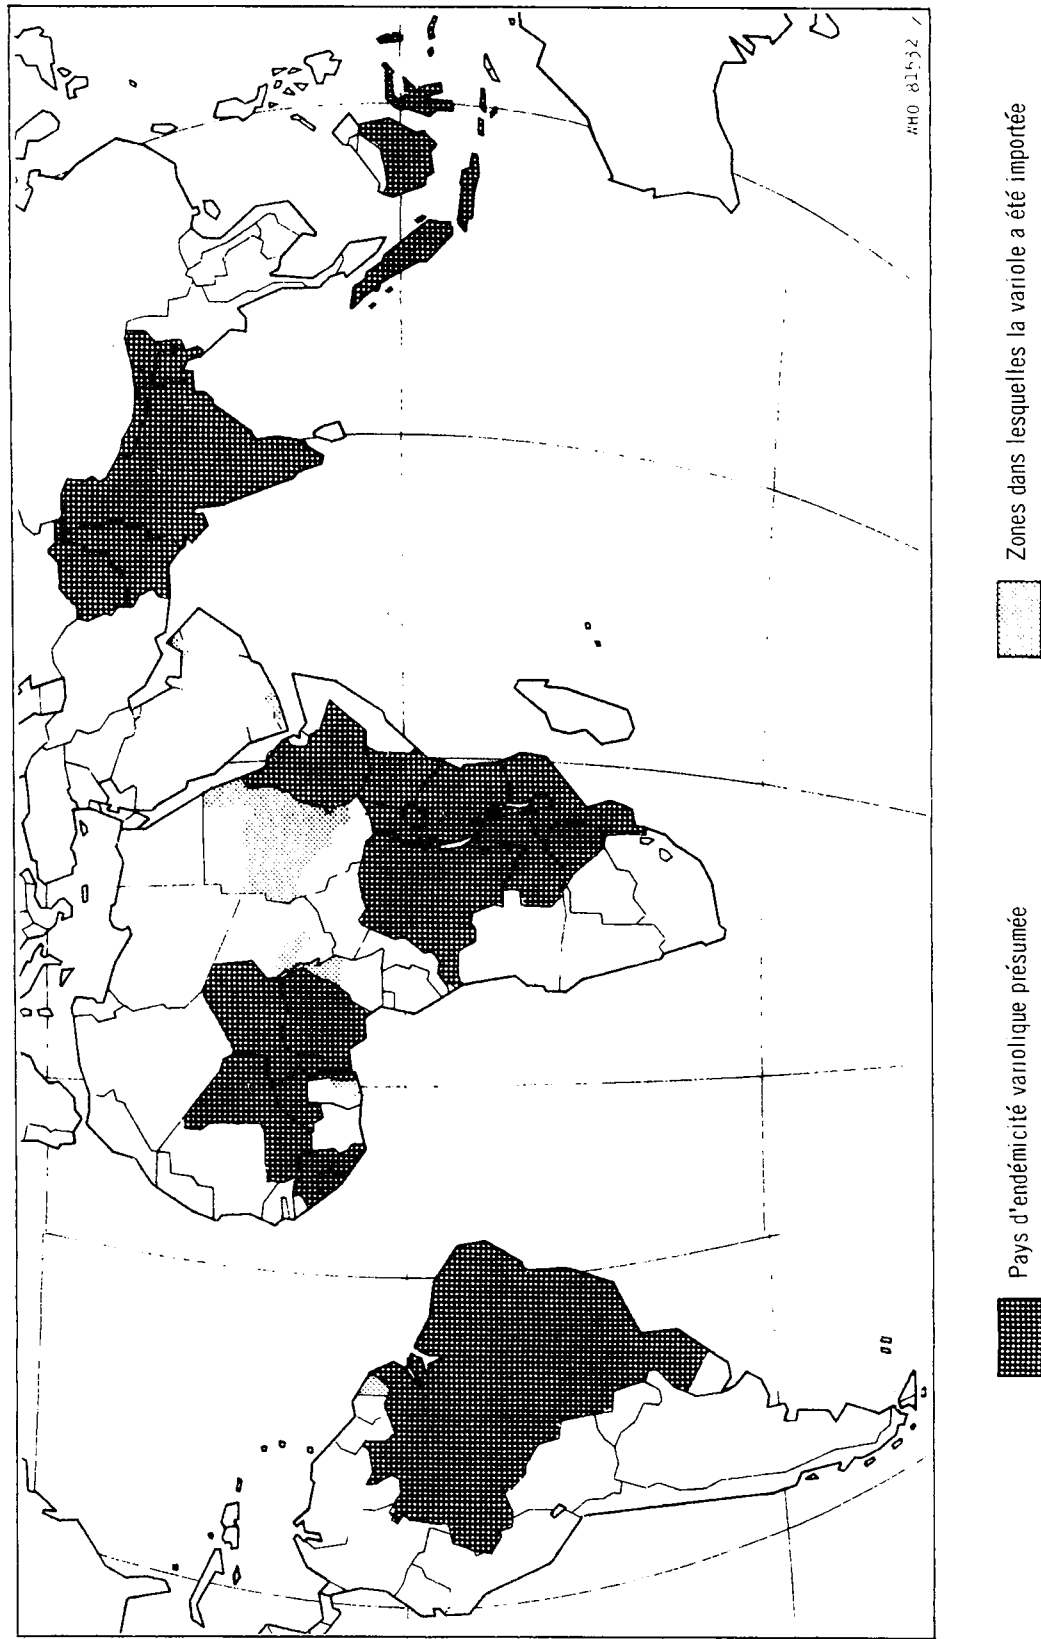 WHO 81532
Pays d'endémicité variolique présumée
Zones dans lesquelles la variole a été importée